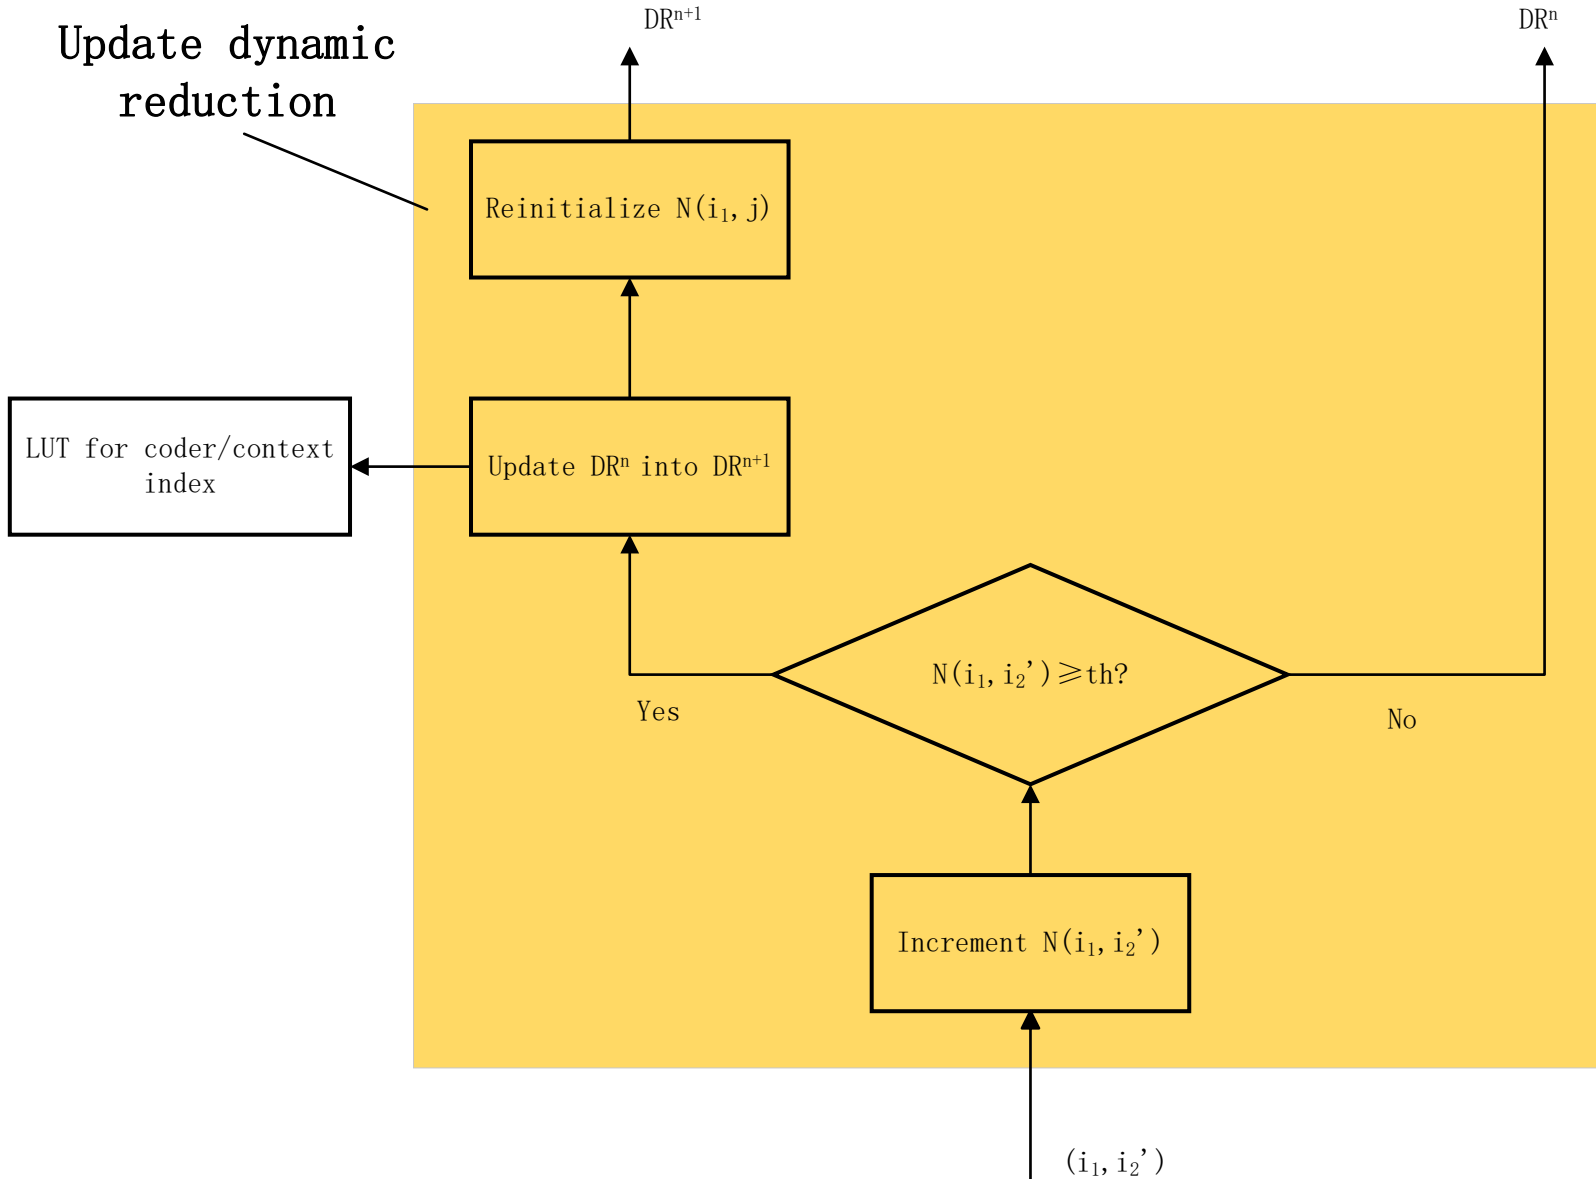 DRⁿ⁺¹
DRⁿ
Update dynamic
reduction
Reinitialize N(i₁,j)
LUT for coder/context
index
Update DRⁿ into DRⁿ⁺¹
N(i₁,i₂’)≥th?
Yes
No
Increment N(i₁,i₂’)
(i₁,i₂’)